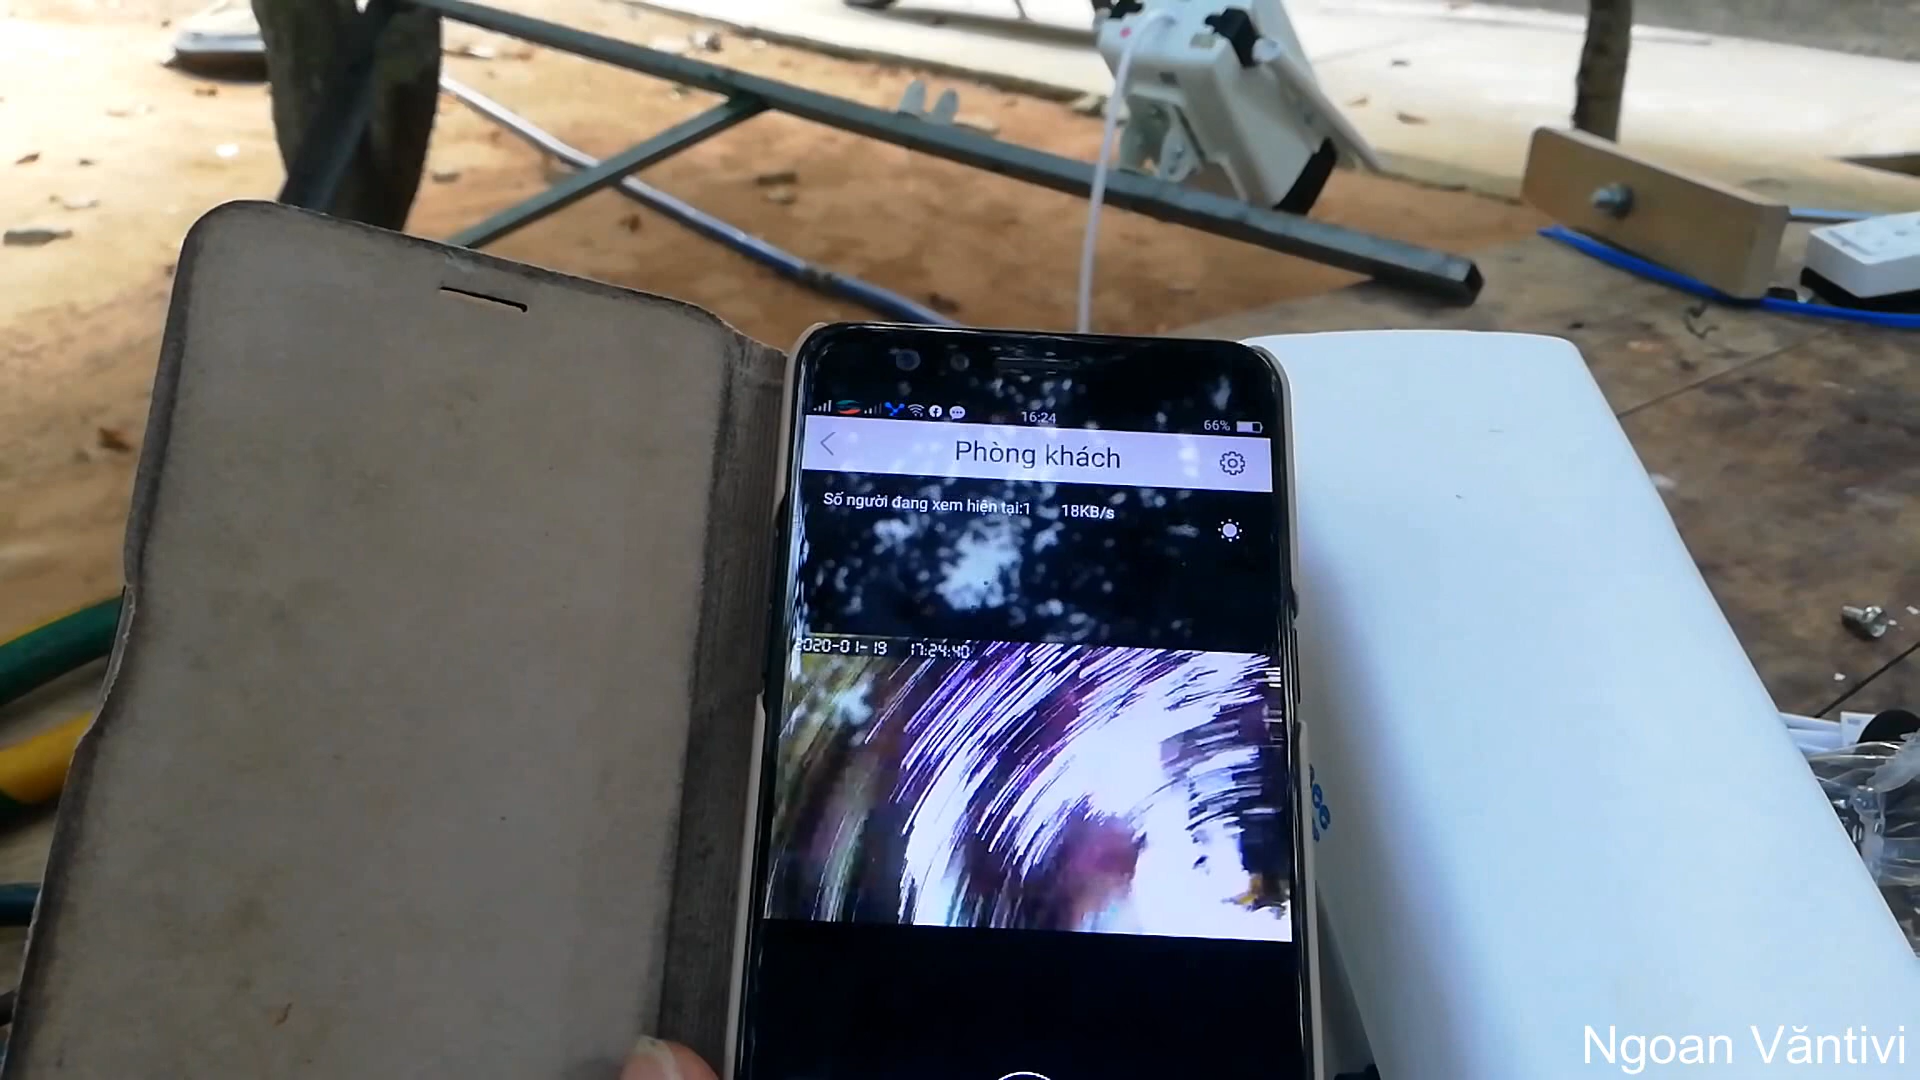 16:24
66%
Phòng khách
Số người đang xem hiện tại:1 18KB/s
2020-01-19 17:24:40
Ngoan Văntivi